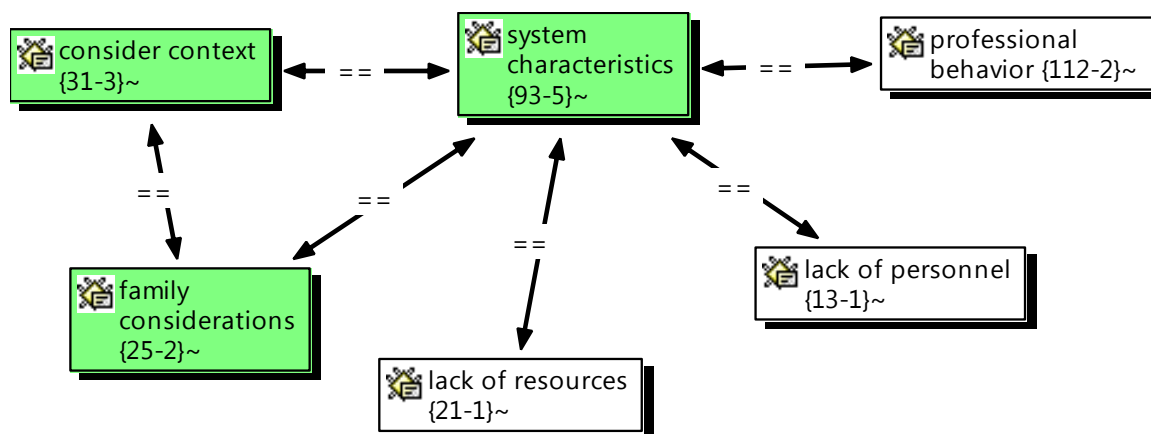 consider context
{31-3}~
==
system
characteristics
{93-5}~
==
professional
behavior {112-2}~
==
==
==
==
family
considerations
{25-2}~
lack of resources
{21-1}~
lack of personnel
{13-1}~